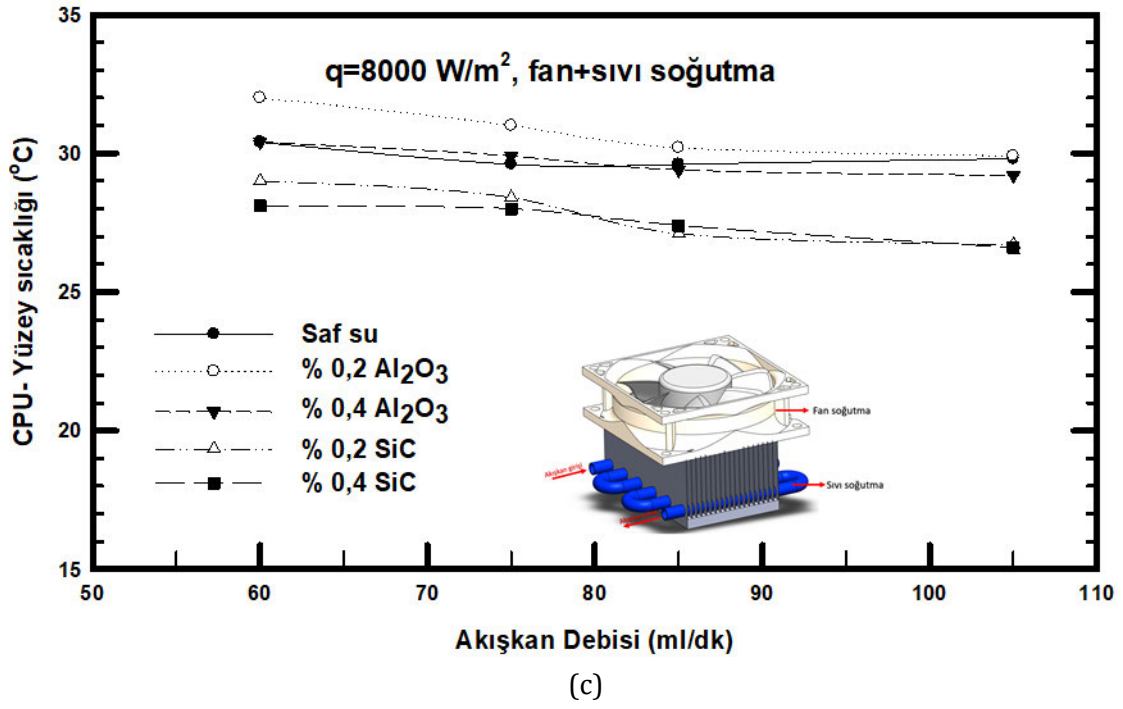 35
q=8000 W/m², fan+sıvı soğutma
30
25
20
15
CPU- Yüzey sıcaklığı (°C)
Saf su
% 0,2 Al₂O₃
% 0,4 Al₂O₃
% 0,2 SiC
% 0,4 SiC
Fan soğutma
Akışkan girişi
Sıvı soğutma
50 60 70 80 90 100 110
Akışkan Debisi (ml/dk)
(c)